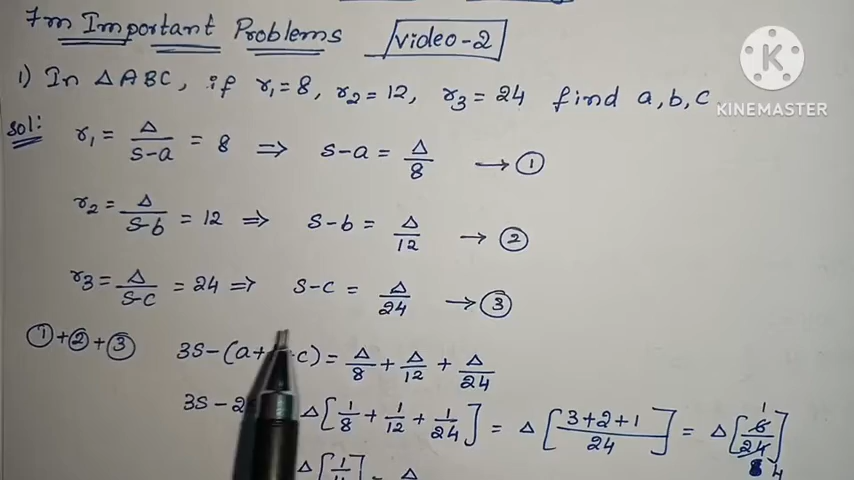 7m Important Problems video-2
K
KINEMASTER
1) In ΔABC, if r₁=8, r₂=12, r₃=24 find a,b,c
Sol: r₁ = Δ/(s-a) = 8 ⇒ s-a = Δ/8 → ①
r₂ = Δ/(s-b) = 12 ⇒ s-b = Δ/12 → ②
r₃ = Δ/(s-c) = 24 ⇒ s-c = Δ/24 → ③
①+②+③ 3s-(a+ c) = Δ/8 + Δ/12 + Δ/24
3s-2 Δ[1/8 + 1/12 + 1/24] = Δ[(3+2+1)/24] = Δ[6/24] 1 4